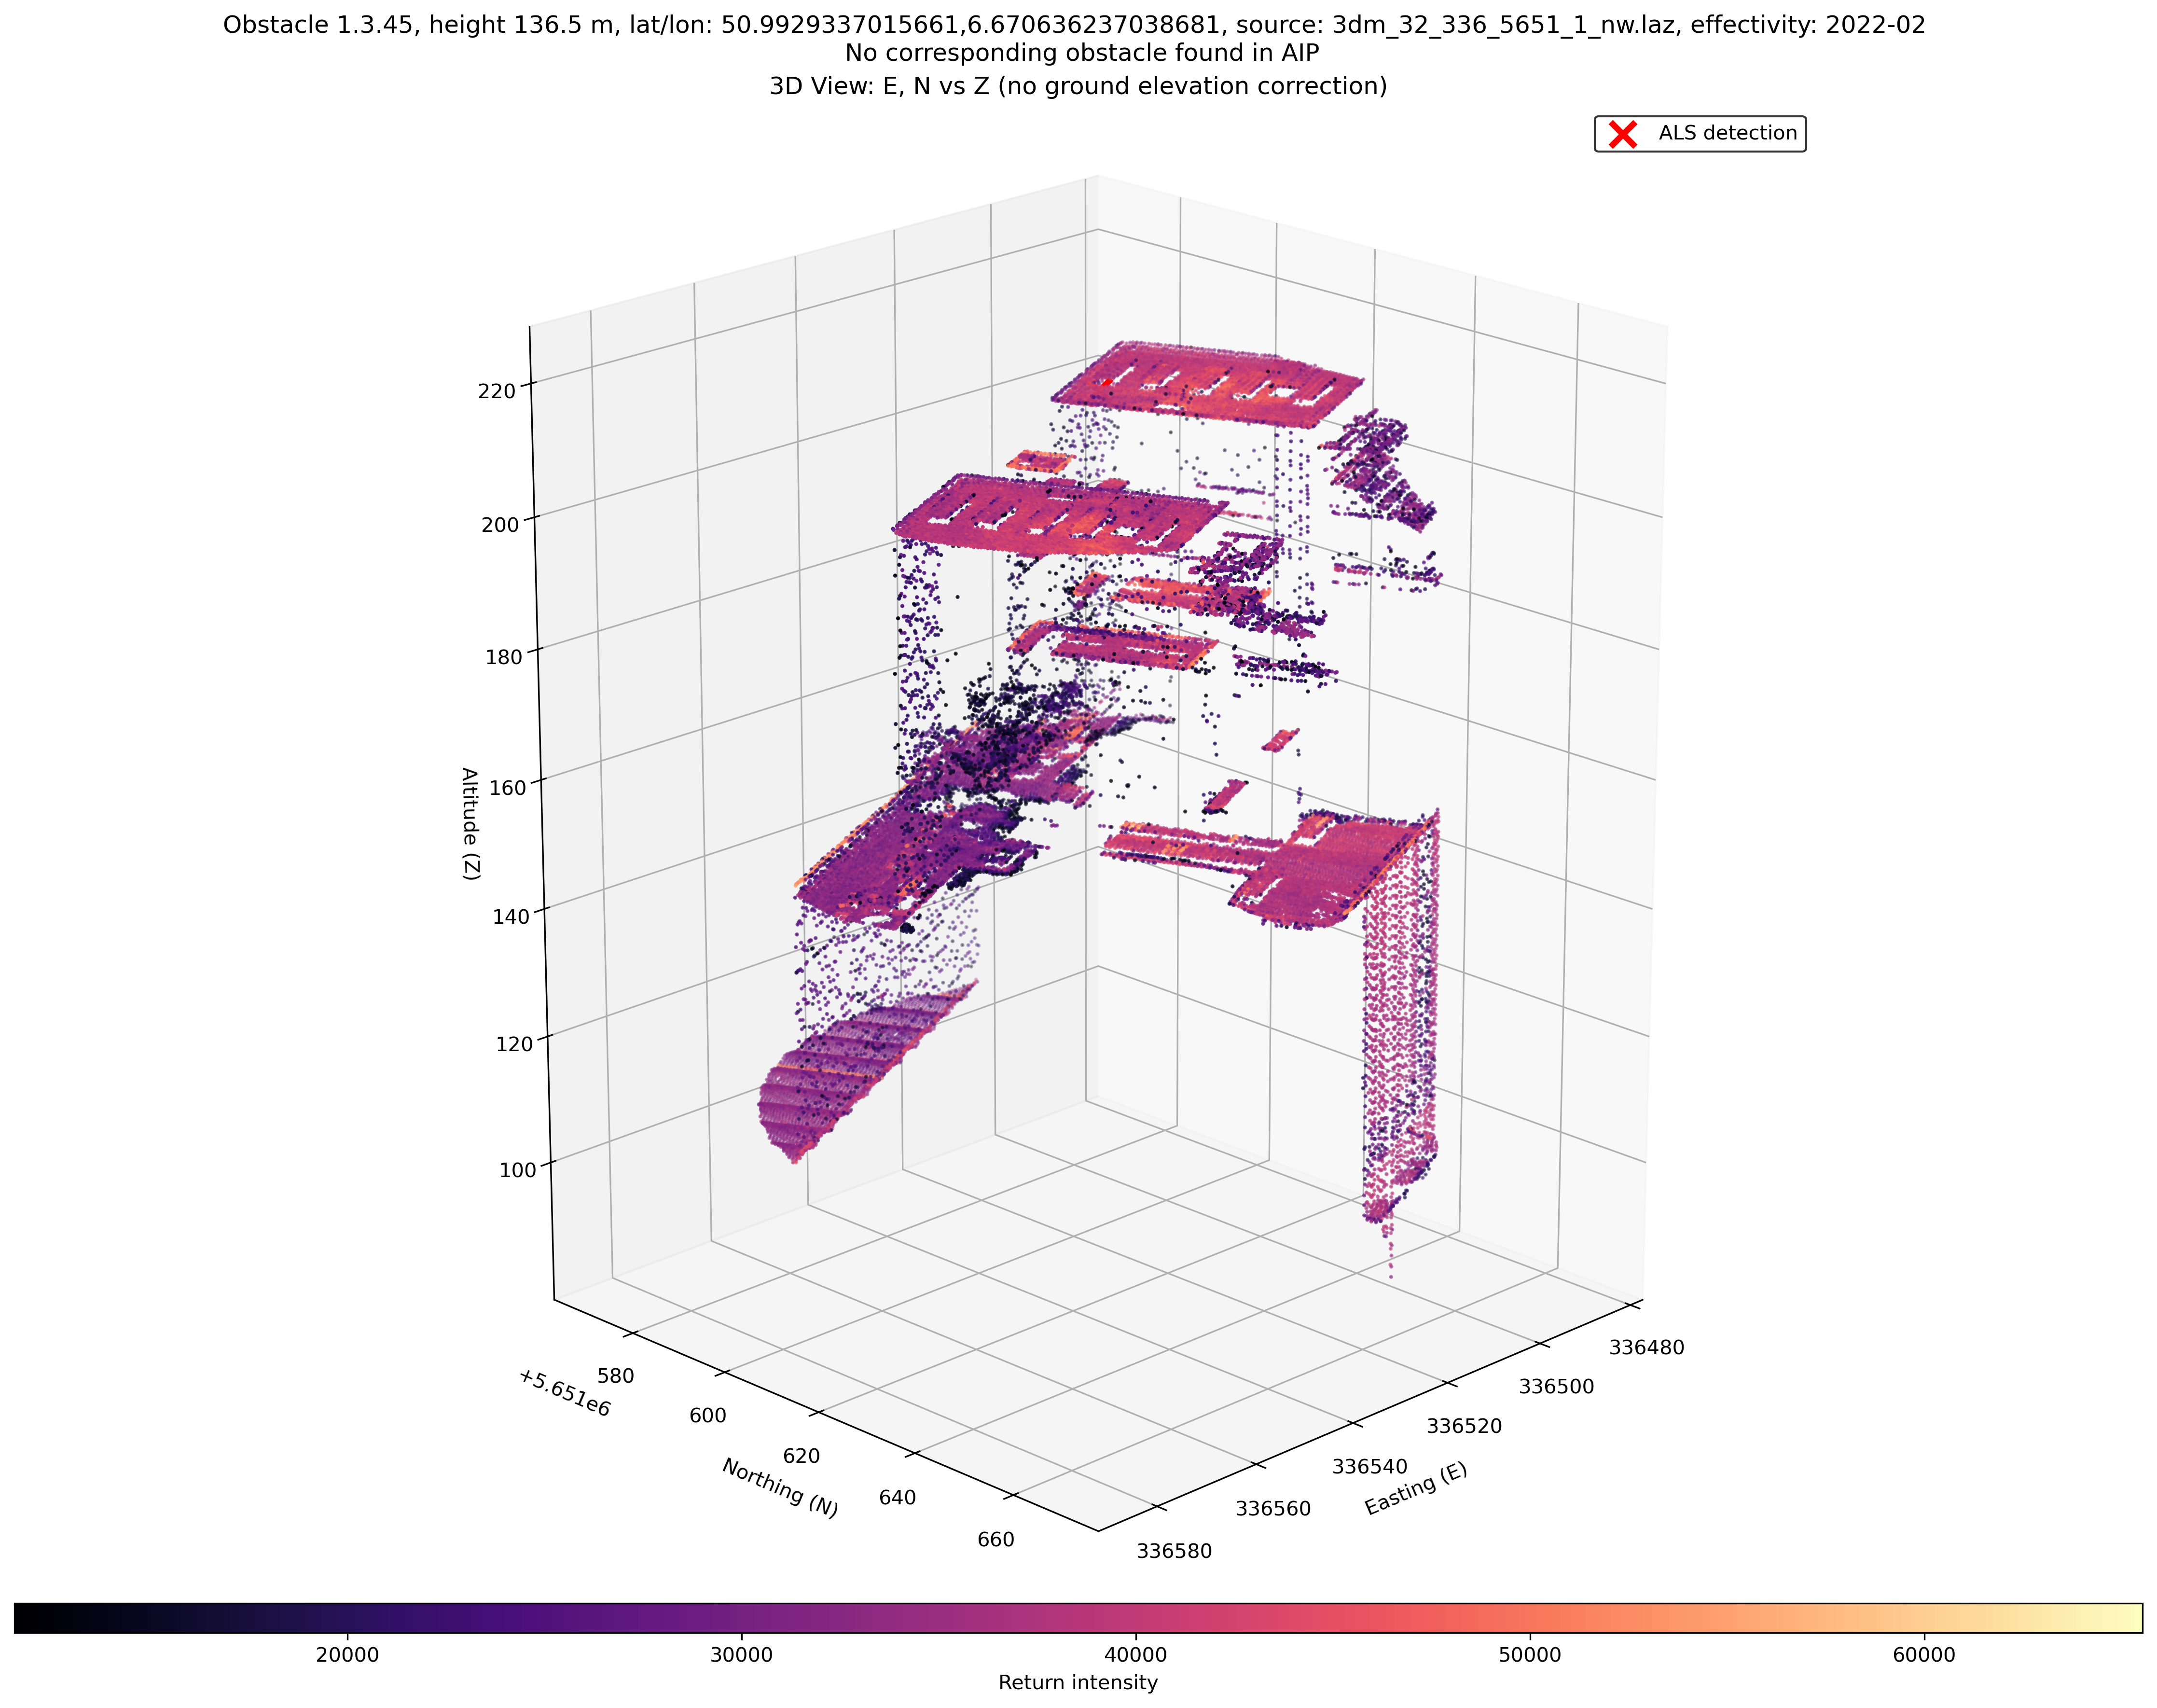 Obstacle 1.3.45, height 136.5 m, lat/lon: 50.9929337015661,6.670636237038681, source: 3dm_32_336_5651_1_nw.laz, effectivity: 2022-02
No corresponding obstacle found in AIP
3D View: E, N vs Z (no ground elevation correction)
ALS detection
220
200
180
160
140
120
100
Altitude (Z)
580
600
620
640
660
+5.651e6
Northing (N)
336480
336500
336520
336540
336560
336580
Easting (E)
20000
30000
40000
50000
60000
Return intensity